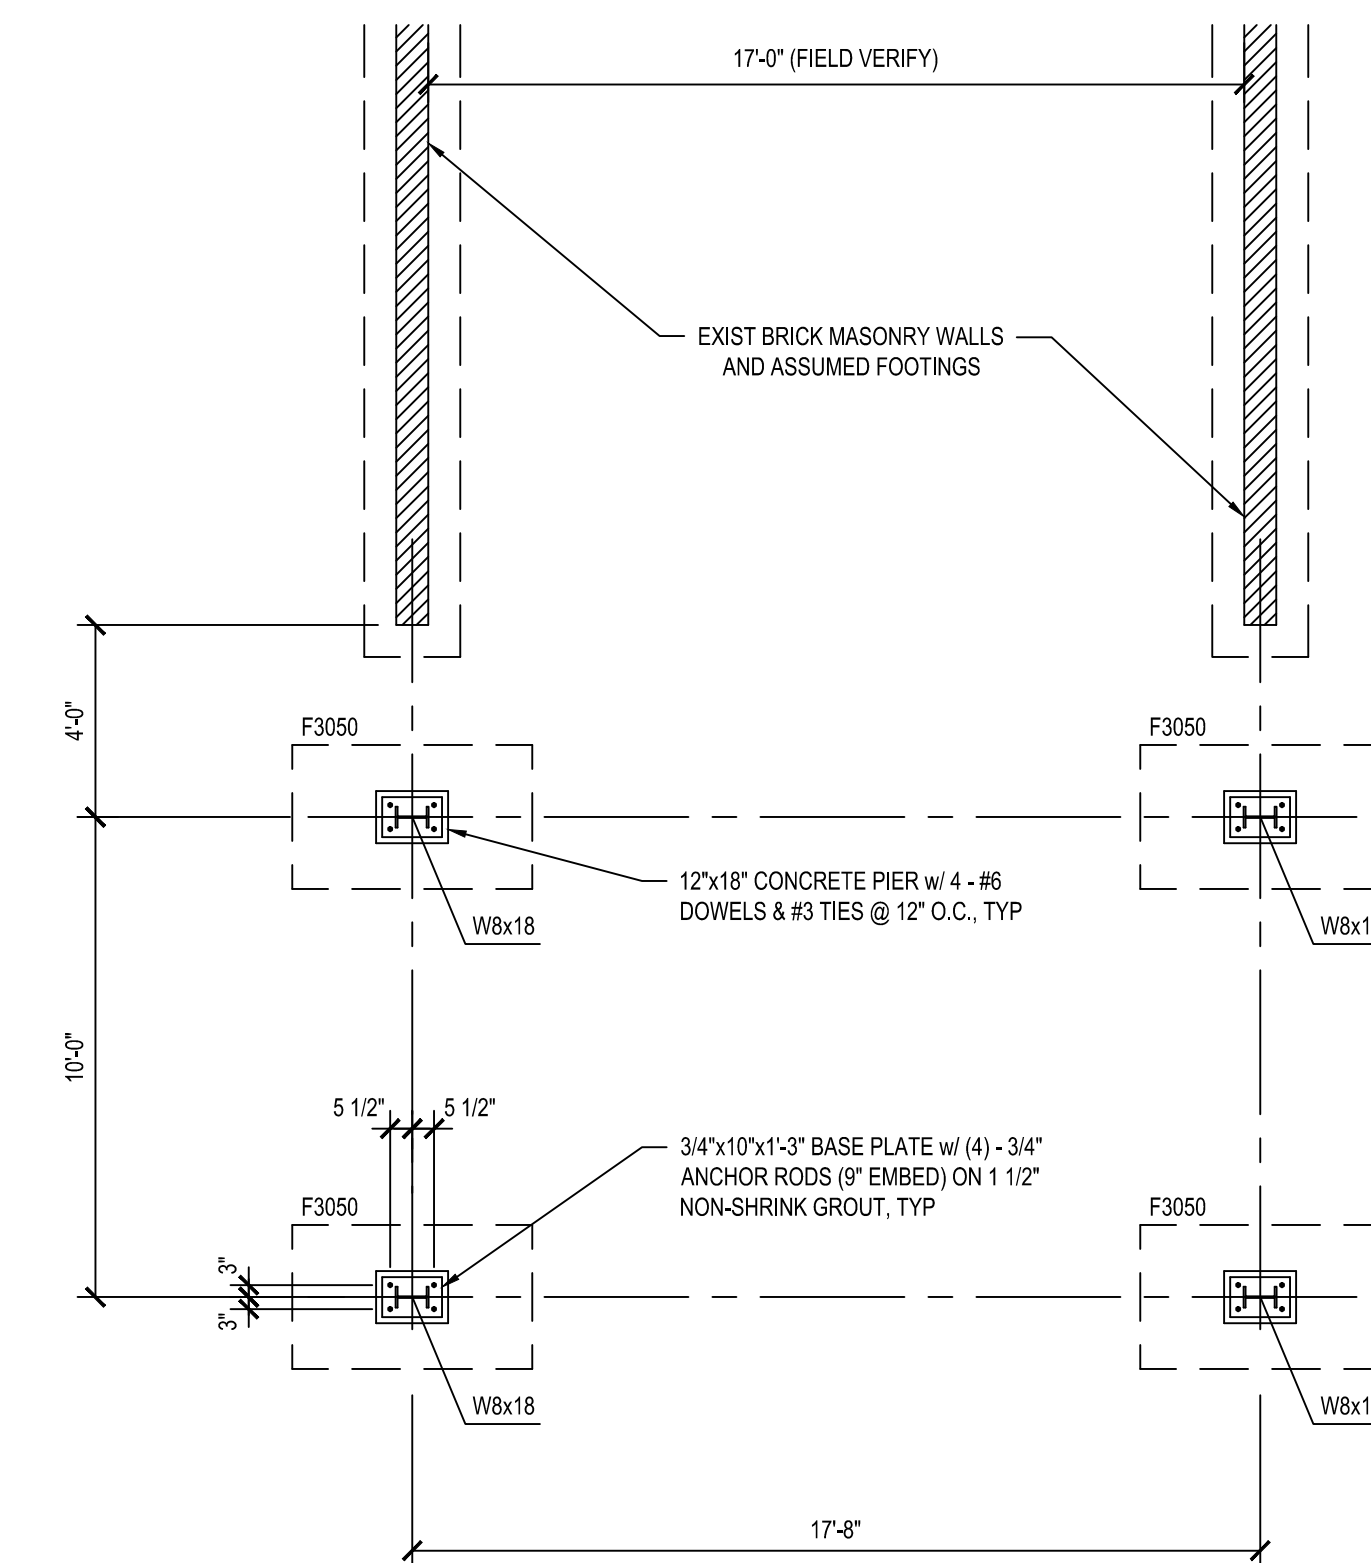 17'-0" (FIELD VERIFY)
EXIST BRICK MASONRY WALLS
AND ASSUMED FOOTINGS
4'-0"
F3050
F3050
12"x18" CONCRETE PIER w/ 4 - #6
DOWELS & #3 TIES @ 12" O.C., TYP
W8x18
W8x1
10'-0"
5 1/2"
5 1/2"
3/4"x10"x1'-3" BASE PLATE w/ (4) - 3/4"
ANCHOR RODS (9" EMBED) ON 1 1/2"
NON-SHRINK GROUT, TYP
F3050
F3050
3"
3"
W8x18
W8x1
17'-8"